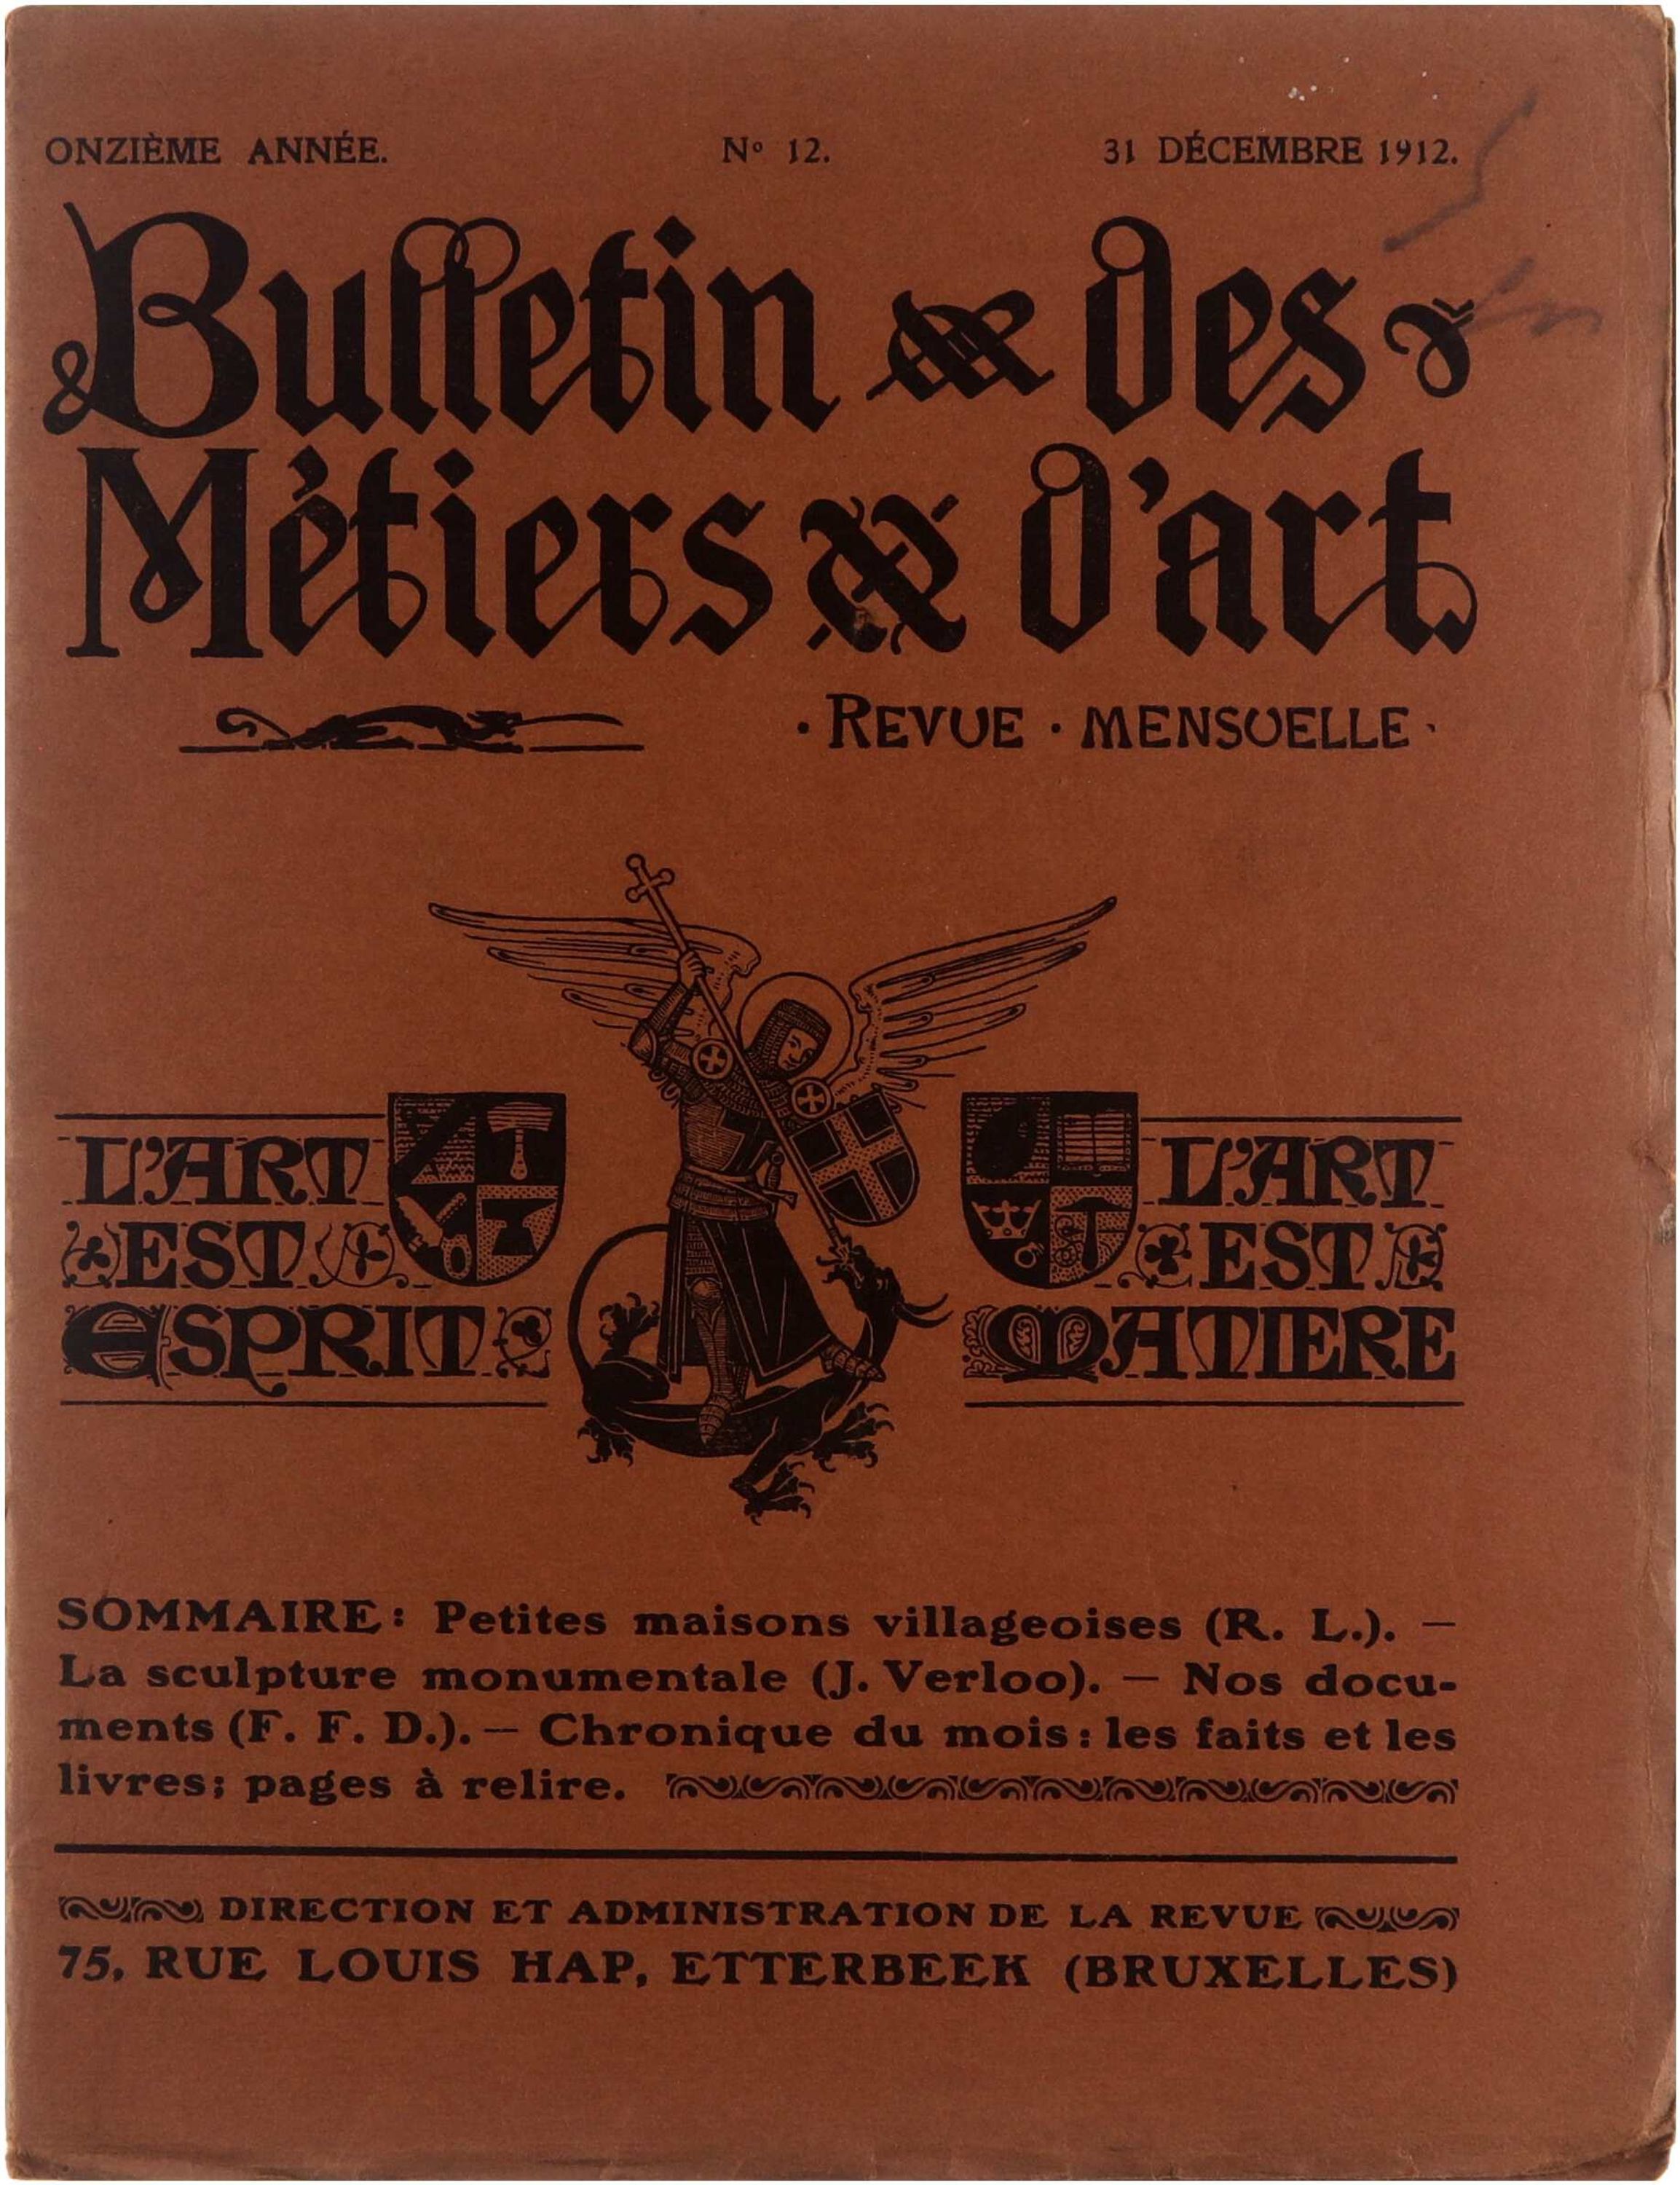 ONZIÈME ANNÉE. Nº 12. 31 DÉCEMBRE 1912.
Bulletin des
Métiers d'art
· REVUE · MENSUELLE ·
L'ART
EST
ESPRIT
L'ART
EST
MATIERE
SOMMAIRE : Petites maisons villageoises (R. L.). —
La sculpture monumentale (J. Verloo). — Nos docu-
ments (F. F. D.). — Chronique du mois : les faits et les
livres; pages à relire.
DIRECTION ET ADMINISTRATION DE LA REVUE
75, RUE LOUIS HAP, ETTERBEEK (BRUXELLES)